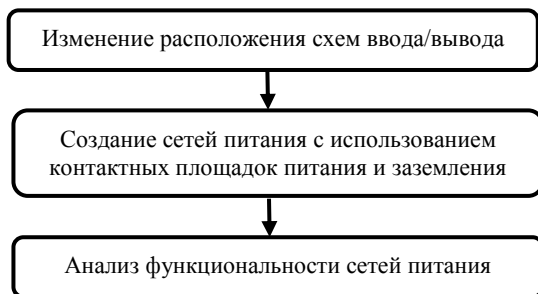 Изменение расположения схем ввода/вывода
Создание сетей питания с использованием
контактных площадок питания и заземления
Анализ функциональности сетей питания